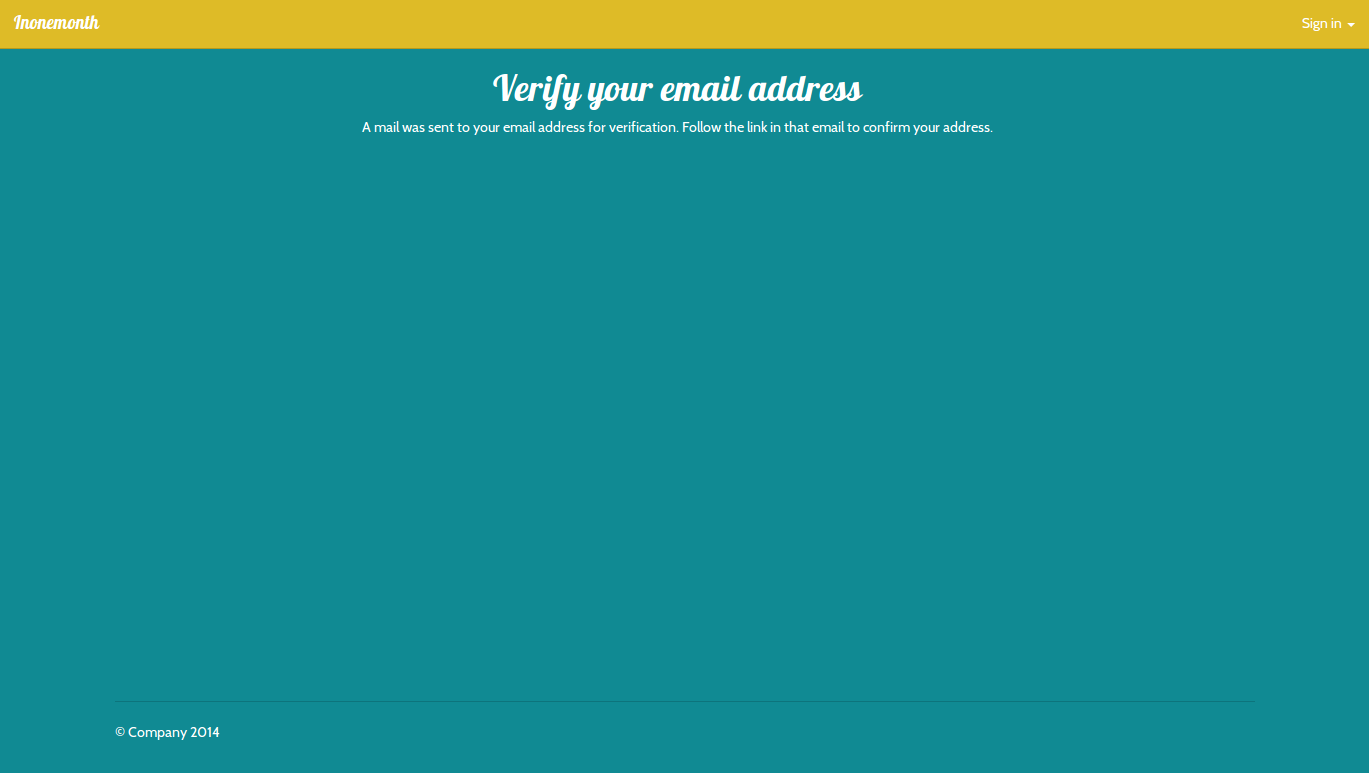 Inonemonth
Sign in
Verify your email address
A mail was sent to your email address for verification. Follow the link in that email to confirm your address.
© Company 2014